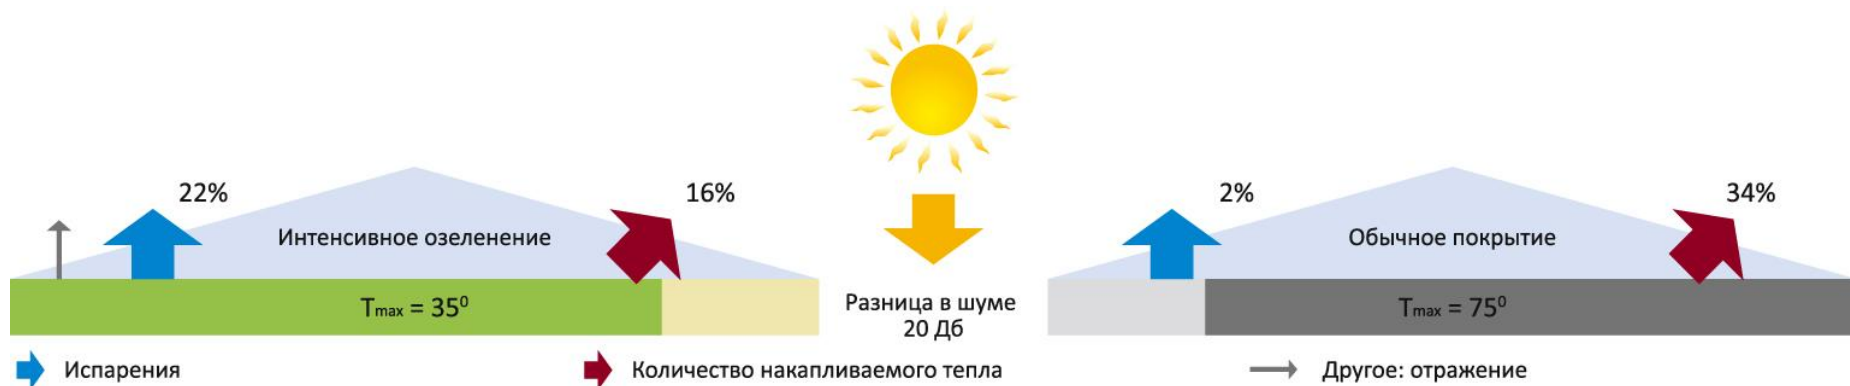 22%
16%
2%
34%
Интенсивное озеленение
Обычное покрытие
Tmax = 35⁰
Разница в шуме
20 Дб
Tmax = 75⁰
Испарения
Количество накапливаемого тепла
Другое: отражение